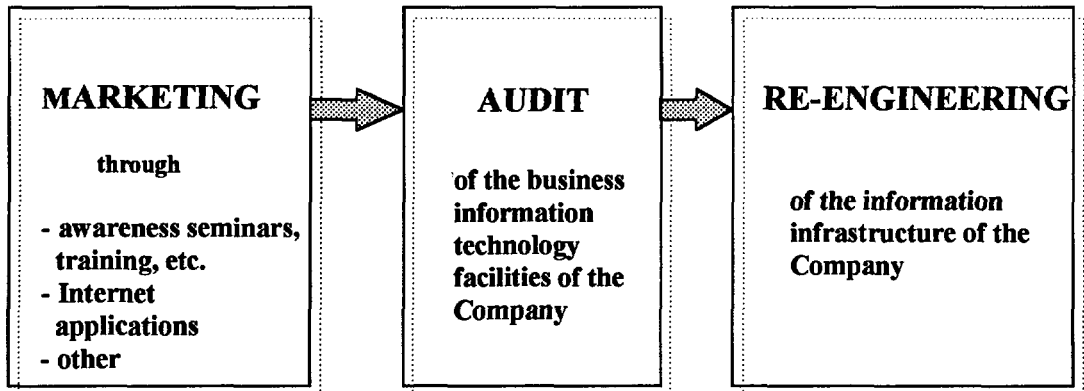 MARKETING
through
- awareness seminars,
training, etc.
- Internet
applications
- other
AUDIT
of the business
information
technology
facilities of the
Company
RE-ENGINEERING
of the information
infrastructure of the
Company